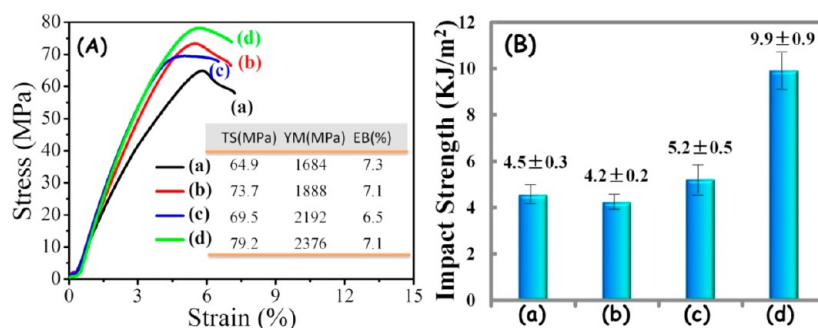 (A)
80
70
60
50
40
30
20
10
0
Stress (MPa)
(d)
(b)
(c)
(a)
TS(MPa) YM(MPa) EB(%)
(a) 64.9 1684 7.3
(b) 73.7 1888 7.1
(c) 69.5 2192 6.5
(d) 79.2 2376 7.1
0 3 6 9 12 15
Strain (%)
(B)
Impact Strength (KJ/m²)
12
10
8
6
4
2
0
4.5±0.3
4.2±0.2
5.2±0.5
9.9±0.9
(a) (b) (c) (d)